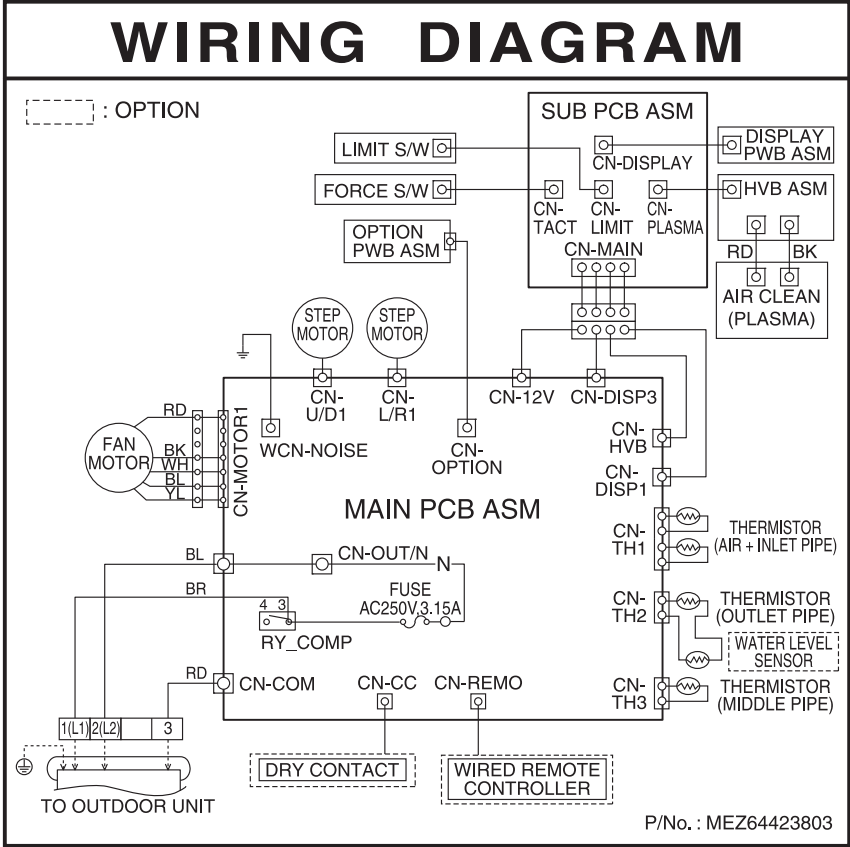 WIRING DIAGRAM
: OPTION
SUB PCB ASM
LIMIT S/W
CN-DISPLAY
DISPLAY
PWB ASM
FORCE S/W
CN-
TACT
CN-
LIMIT
CN-
PLASMA
HVB ASM
OPTION
PWB ASM
CN-MAIN
RD
BK
AIR CLEAN
(PLASMA)
STEP
MOTOR
STEP
MOTOR
CN-
U/D1
CN-
L/R1
CN-12V
CN-DISP3
FAN
MOTOR
RD
BK
WH
BL
YL
CN-MOTOR1
WCN-NOISE
CN-
OPTION
CN-
HVB
CN-
DISP1
MAIN PCB ASM
CN-
TH1
THERMISTOR
(AIR + INLET PIPE)
BL
CN-OUT/N
N
BR
FUSE
AC250V,3.15A
4 3
RY_COMP
CN-
TH2
THERMISTOR
(OUTLET PIPE)
WATER LEVEL
SENSOR
RD
CN-COM
CN-CC
CN-REMO
CN-
TH3
THERMISTOR
(MIDDLE PIPE)
1(L1) 2(L2) 3
DRY CONTACT
WIRED REMOTE
CONTROLLER
TO OUTDOOR UNIT
P/No. : MEZ64423803